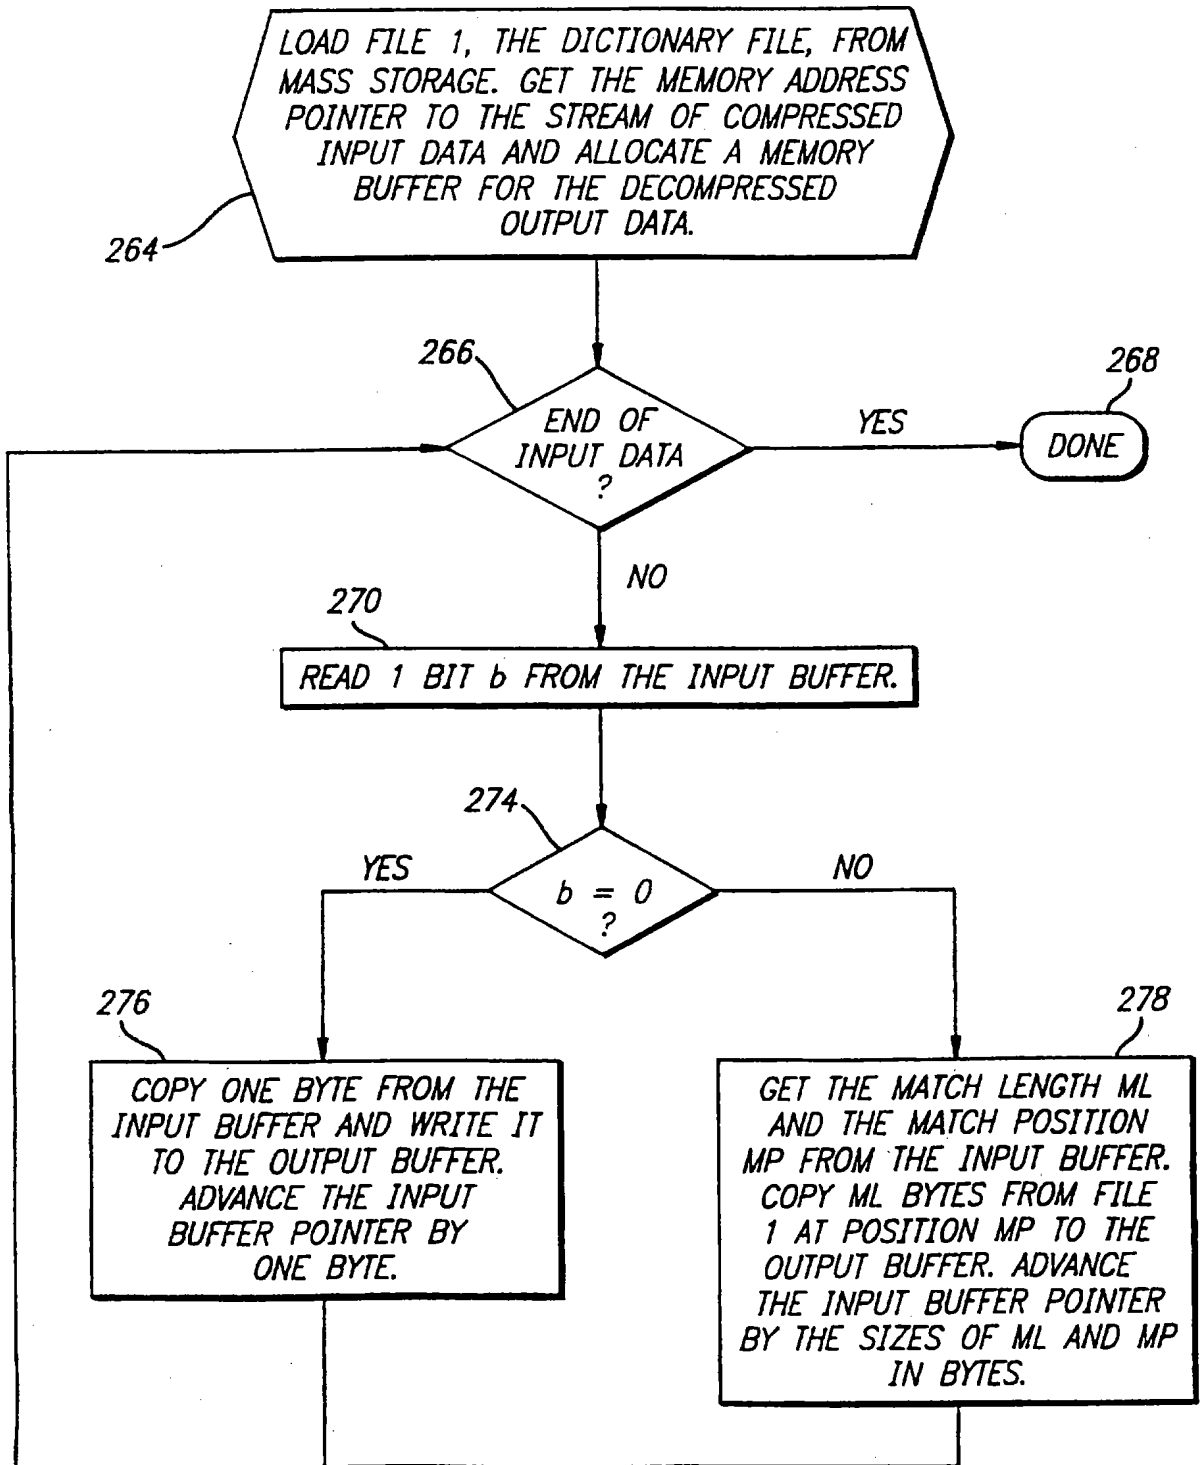 LOAD FILE 1, THE DICTIONARY FILE, FROM
MASS STORAGE. GET THE MEMORY ADDRESS
POINTER TO THE STREAM OF COMPRESSED
INPUT DATA AND ALLOCATE A MEMORY
BUFFER FOR THE DECOMPRESSED
OUTPUT DATA.
264
266
268
END OF
INPUT DATA
?
YES
DONE
NO
270
READ 1 BIT b FROM THE INPUT BUFFER.
274
YES
NO
b = 0
?
276
278
COPY ONE BYTE FROM THE
INPUT BUFFER AND WRITE IT
TO THE OUTPUT BUFFER.
ADVANCE THE INPUT
BUFFER POINTER BY
ONE BYTE.
GET THE MATCH LENGTH ML
AND THE MATCH POSITION
MP FROM THE INPUT BUFFER.
COPY ML BYTES FROM FILE
1 AT POSITION MP TO THE
OUTPUT BUFFER. ADVANCE
THE INPUT BUFFER POINTER
BY THE SIZES OF ML AND MP
IN BYTES.